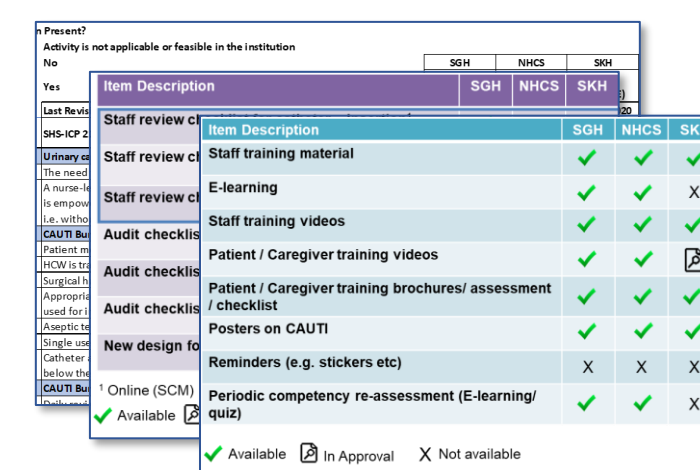 n Present?
Activity is not applicable or feasible in the institution
No SGH NHCS SKH
Yes
Last Revis
SHS-ICP 2
Urinary ca
The need
A nurse-le
is empow
i.e. witho
CAUTI Bu
Patient m
HCW is tra
Surgical h
Appropria
used for i
Aseptic te
Single use
Catheter
below the
CAUTI Bu
Item Description SGH NHCS SKH
Staff review ch
Staff review ch
Staff review ch
Audit checklis
Audit checklis
Audit checklis
New design fo
1 Online (SCM)
Available
Item Description SGH NHCS SK
Staff training material
E-learning X
Staff training videos
Patient / Caregiver training videos
Patient / Caregiver training brochures/ assessment
/ checklist
Posters on CAUTI
Reminders (e.g. stickers etc) X X X
Periodic competency re-assessment (E-learning/
quiz) X
Available In Approval X Not available